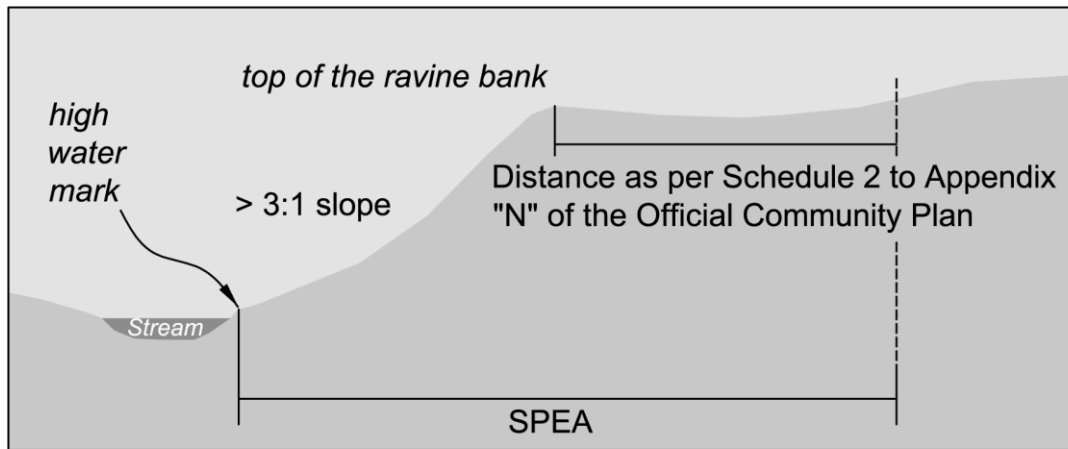 top of the ravine bank
high
water
mark
> 3:1 slope
Distance as per Schedule 2 to Appendix
"N" of the Official Community Plan
Stream
SPEA